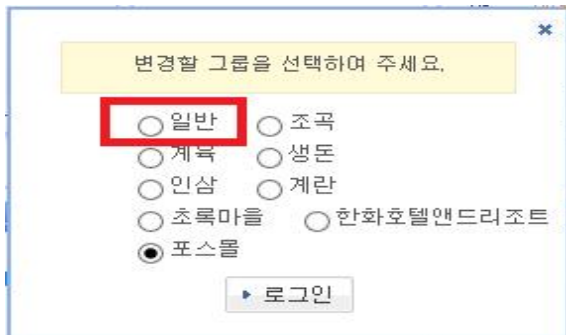 변경할 그룹을 선택하여 주세요.
일반 조곡
계육 생돈
인삼 계란
초록마을 한화호텔앤드리조트
포스몰
로그인